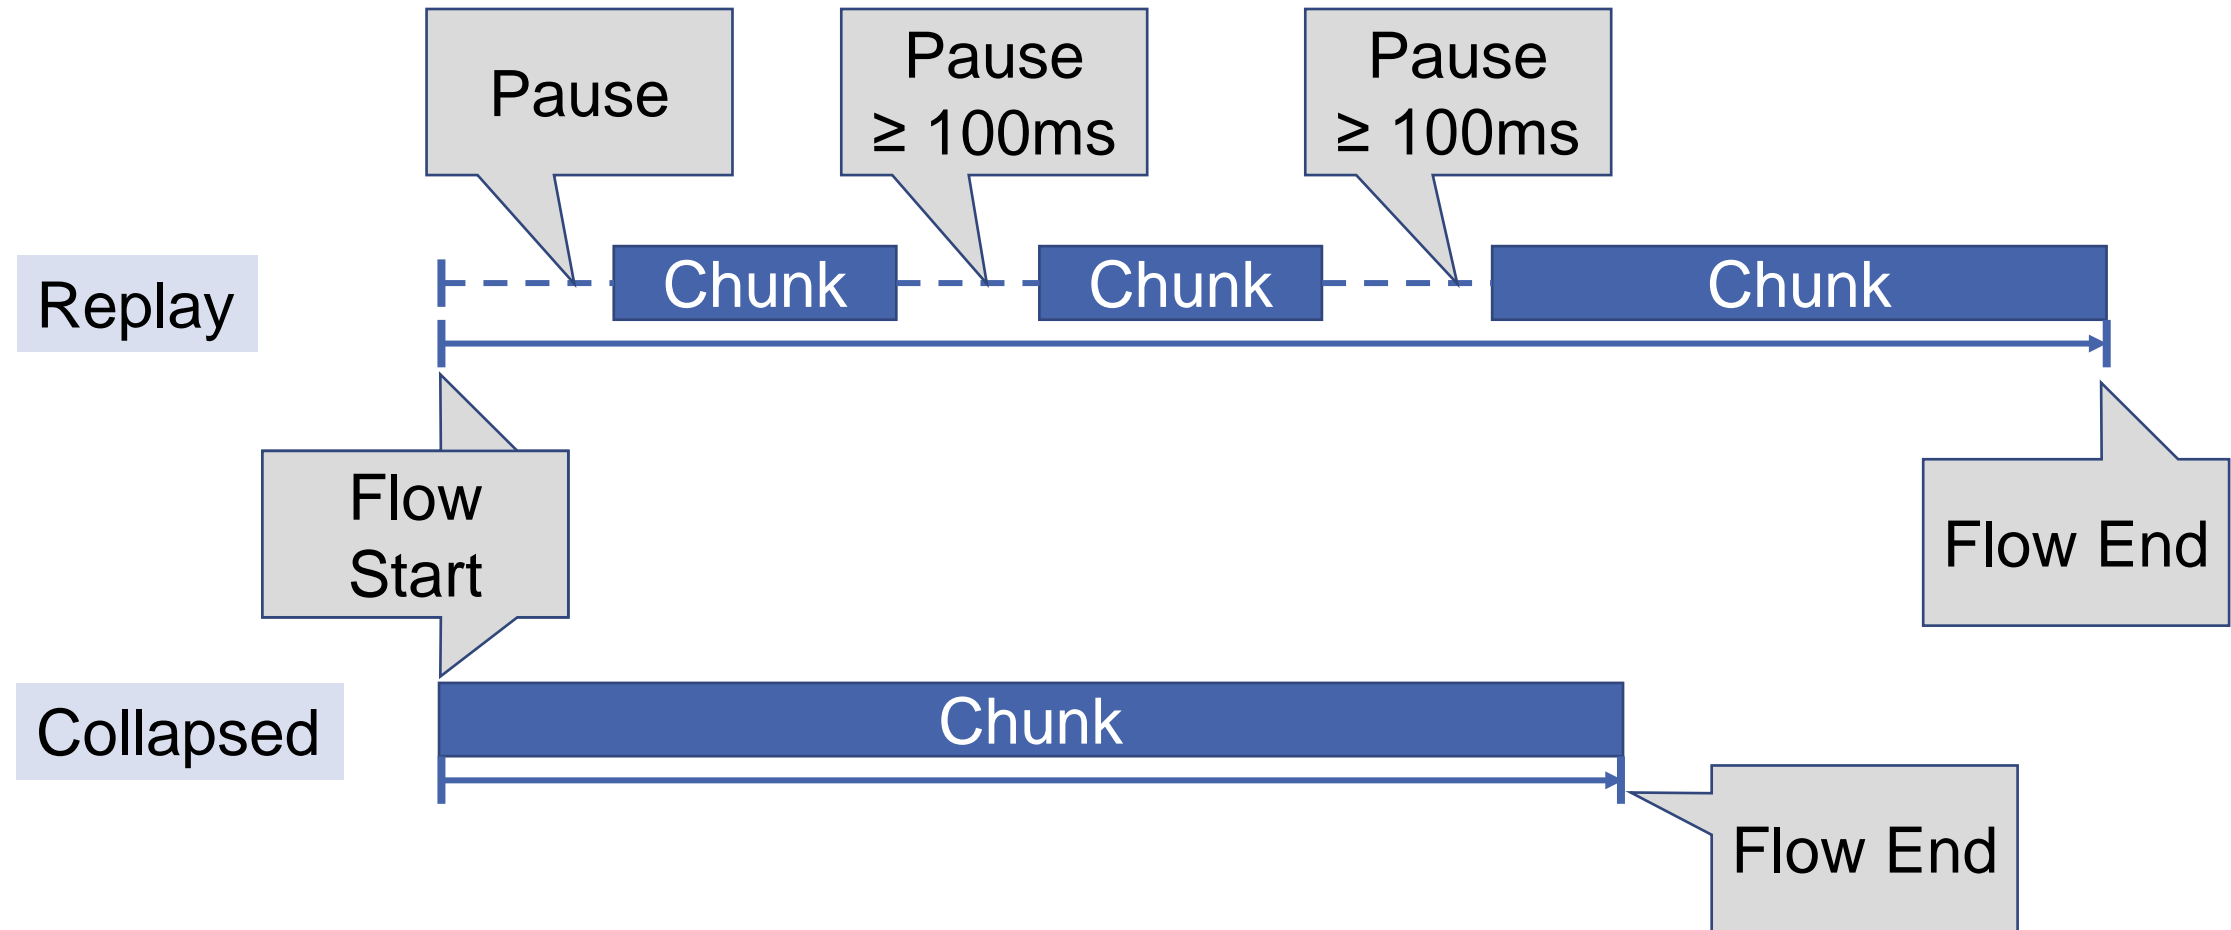 Pause
Pause
≥ 100ms
Pause
≥ 100ms
Replay
Chunk
Chunk
Chunk
Flow
Start
Flow End
Collapsed
Chunk
Flow End